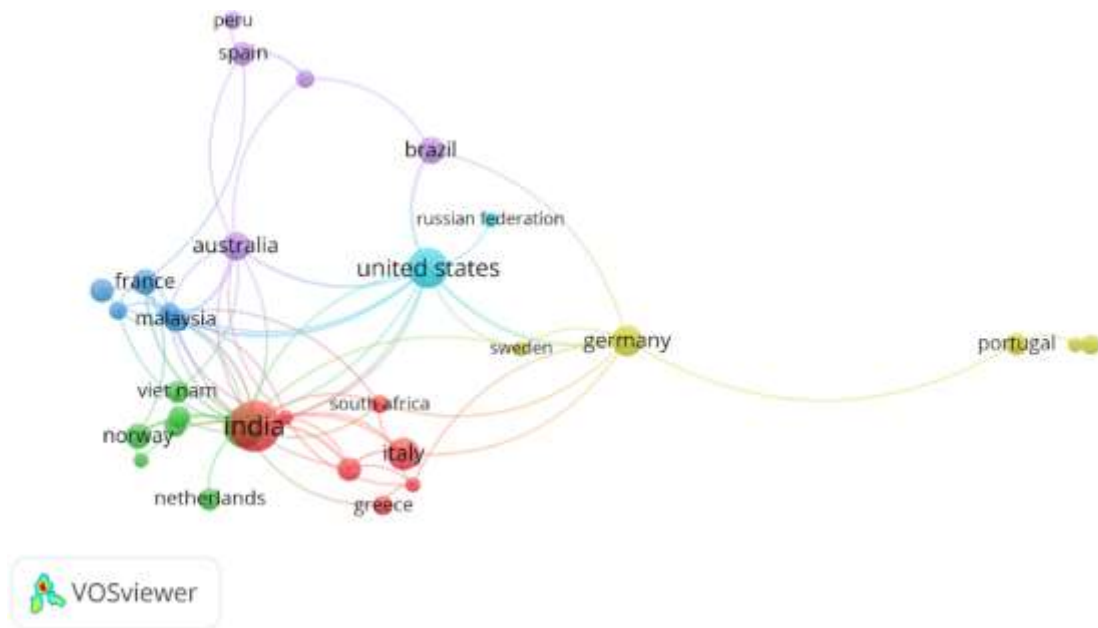 peru
spain
brazil
russian federation
australia
united states
france
malaysia
sweden
germany
portugal
viet nam
south africa
india
norway
italy
netherlands
greece
VOSviewer